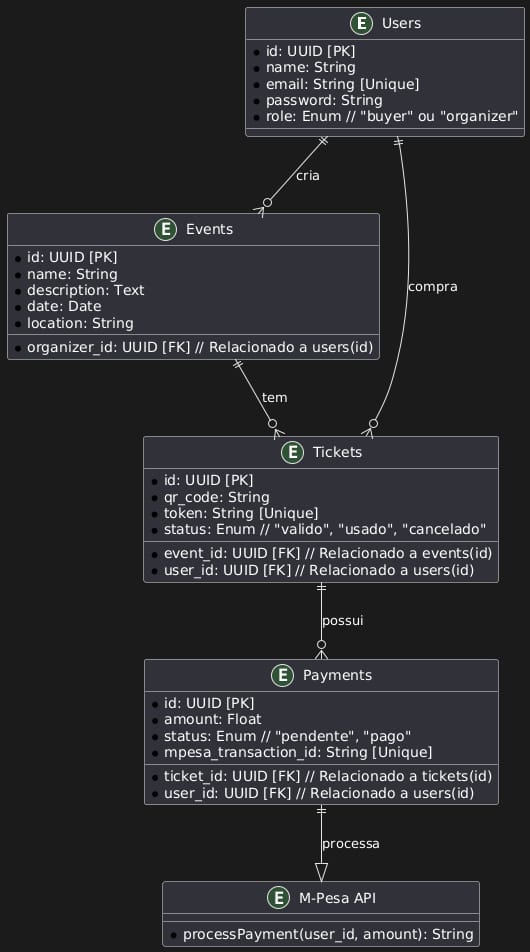 E Users
id: UUID [PK]
name: String
email: String [Unique]
password: String
role: Enum // "buyer" ou "organizer"
cria
E Events
id: UUID [PK]
name: String
description: Text
date: Date
location: String
organizer_id: UUID [FK] // Relacionado a users(id)
compra
tem
E Tickets
id: UUID [PK]
qr_code: String
token: String [Unique]
status: Enum // "valido", "usado", "cancelado"
event_id: UUID [FK] // Relacionado a events(id)
user_id: UUID [FK] // Relacionado a users(id)
possui
E Payments
id: UUID [PK]
amount: Float
status: Enum // "pendente", "pago"
mpesa_transaction_id: String [Unique]
ticket_id: UUID [FK] // Relacionado a tickets(id)
user_id: UUID [FK] // Relacionado a users(id)
processa
E M-Pesa API
processPayment(user_id, amount): String